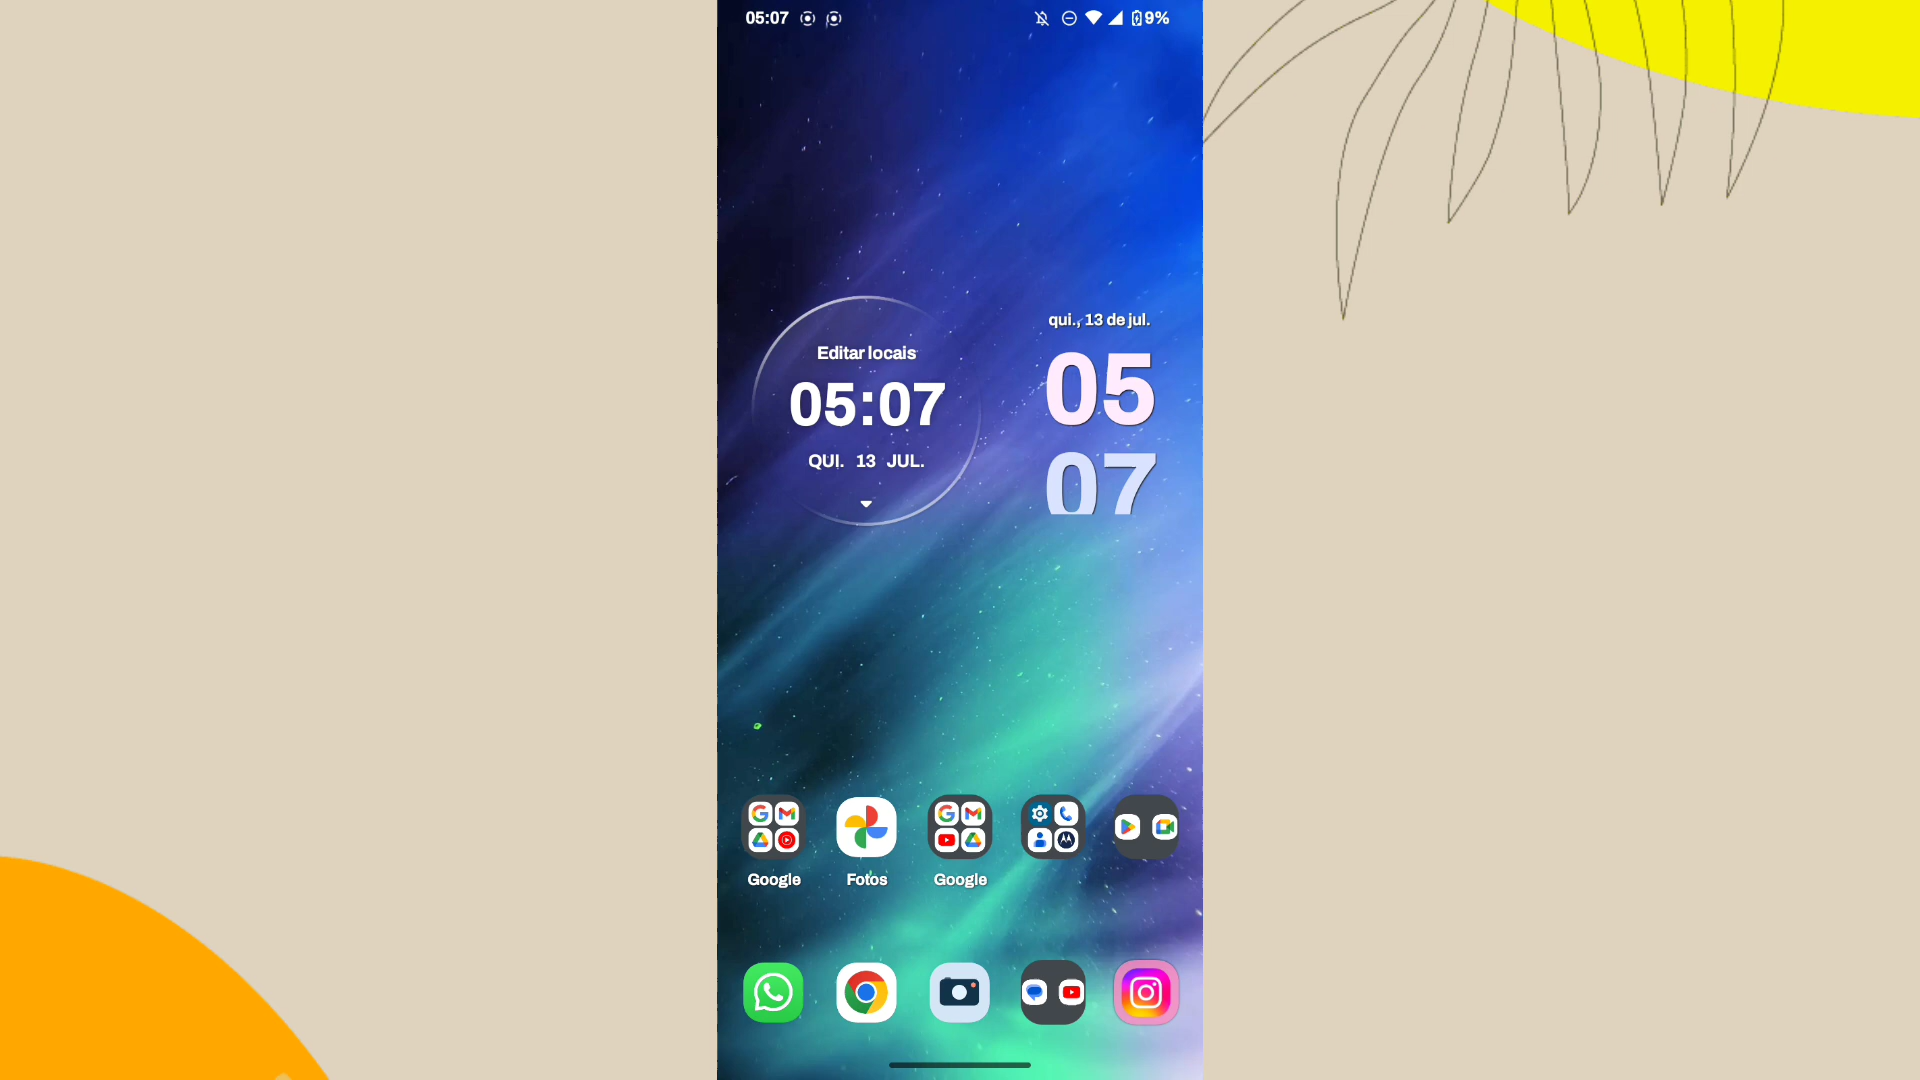 05:07
9%
qui., 13 de jul.
05
07
Editar locais
05:07
QUI. 13 JUL.
Google
Fotos
Google